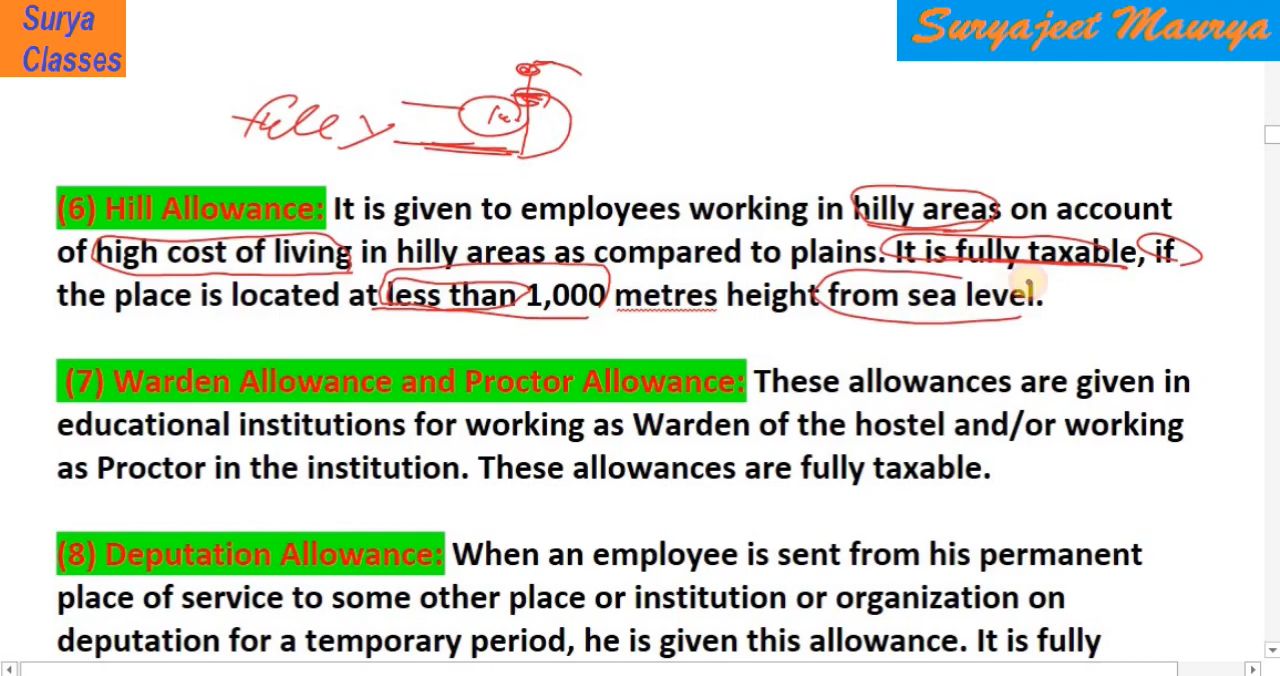 Surya
Classes
Suryajeet Maurya
fully
(6) Hill Allowance: It is given to employees working in hilly areas on account
of high cost of living in hilly areas as compared to plains. It is fully taxable, if
the place is located at less than 1,000 metres height from sea level.
(7) Warden Allowance and Proctor Allowance: These allowances are given in
educational institutions for working as Warden of the hostel and/or working
as Proctor in the institution. These allowances are fully taxable.
(8) Deputation Allowance: When an employee is sent from his permanent
place of service to some other place or institution or organization on
deputation for a temporary period, he is given this allowance. It is fully